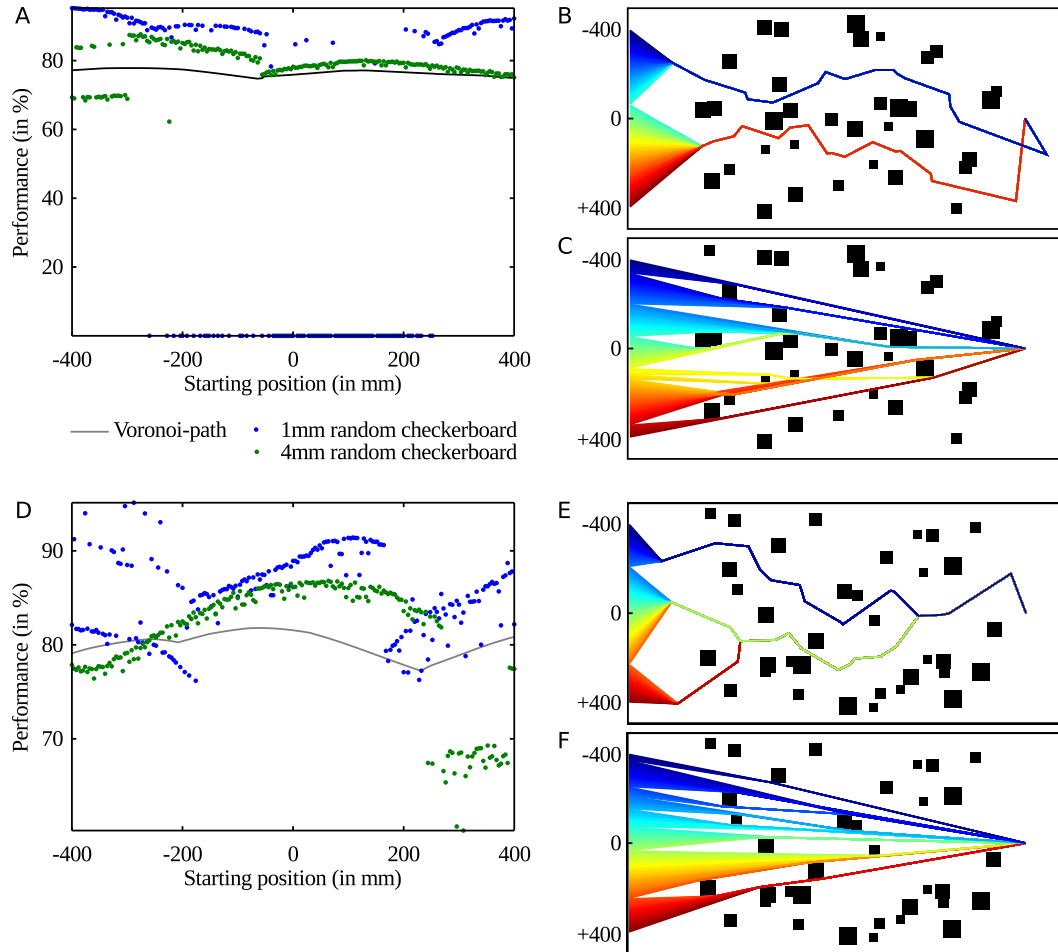 A
Performance (in %)
80
60
40
20
-400
-200
0
200
400
Starting position (in mm)
Voronoi-path
1mm random checkerboard
4mm random checkerboard
B
-400
0
+400
C
-400
0
+400
D
Performance (in %)
90
80
70
-400
-200
0
200
400
Starting position (in mm)
E
-400
0
+400
F
-400
0
+400